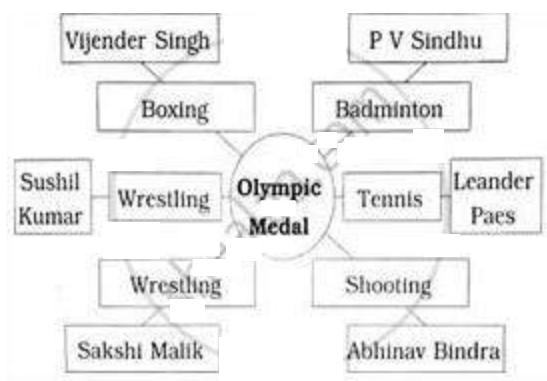 Vijender Singh
P V Sindhu
Boxing
Badminton
Sushil
Kumar
Wrestling
Olympic
Medal
Tennis
Leander
Paes
Wrestling
Shooting
Sakshi Malik
Abhinav Bindra